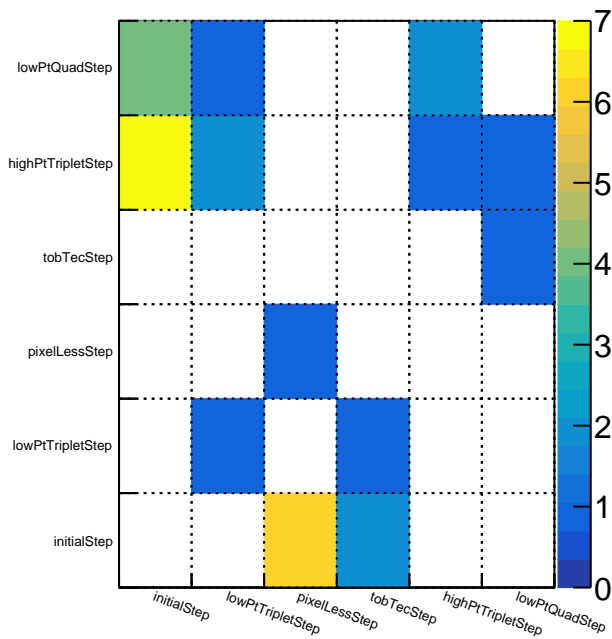 lowPtQuadStep
highPtTripletStep
tobTecStep
pixelLessStep
lowPtTripletStep
initialStep
initialStep
lowPtTripletStep
pixelLessStep
tobTecStep
highPtTripletStep
lowPtQuadStep
7
6
5
4
3
2
1
0